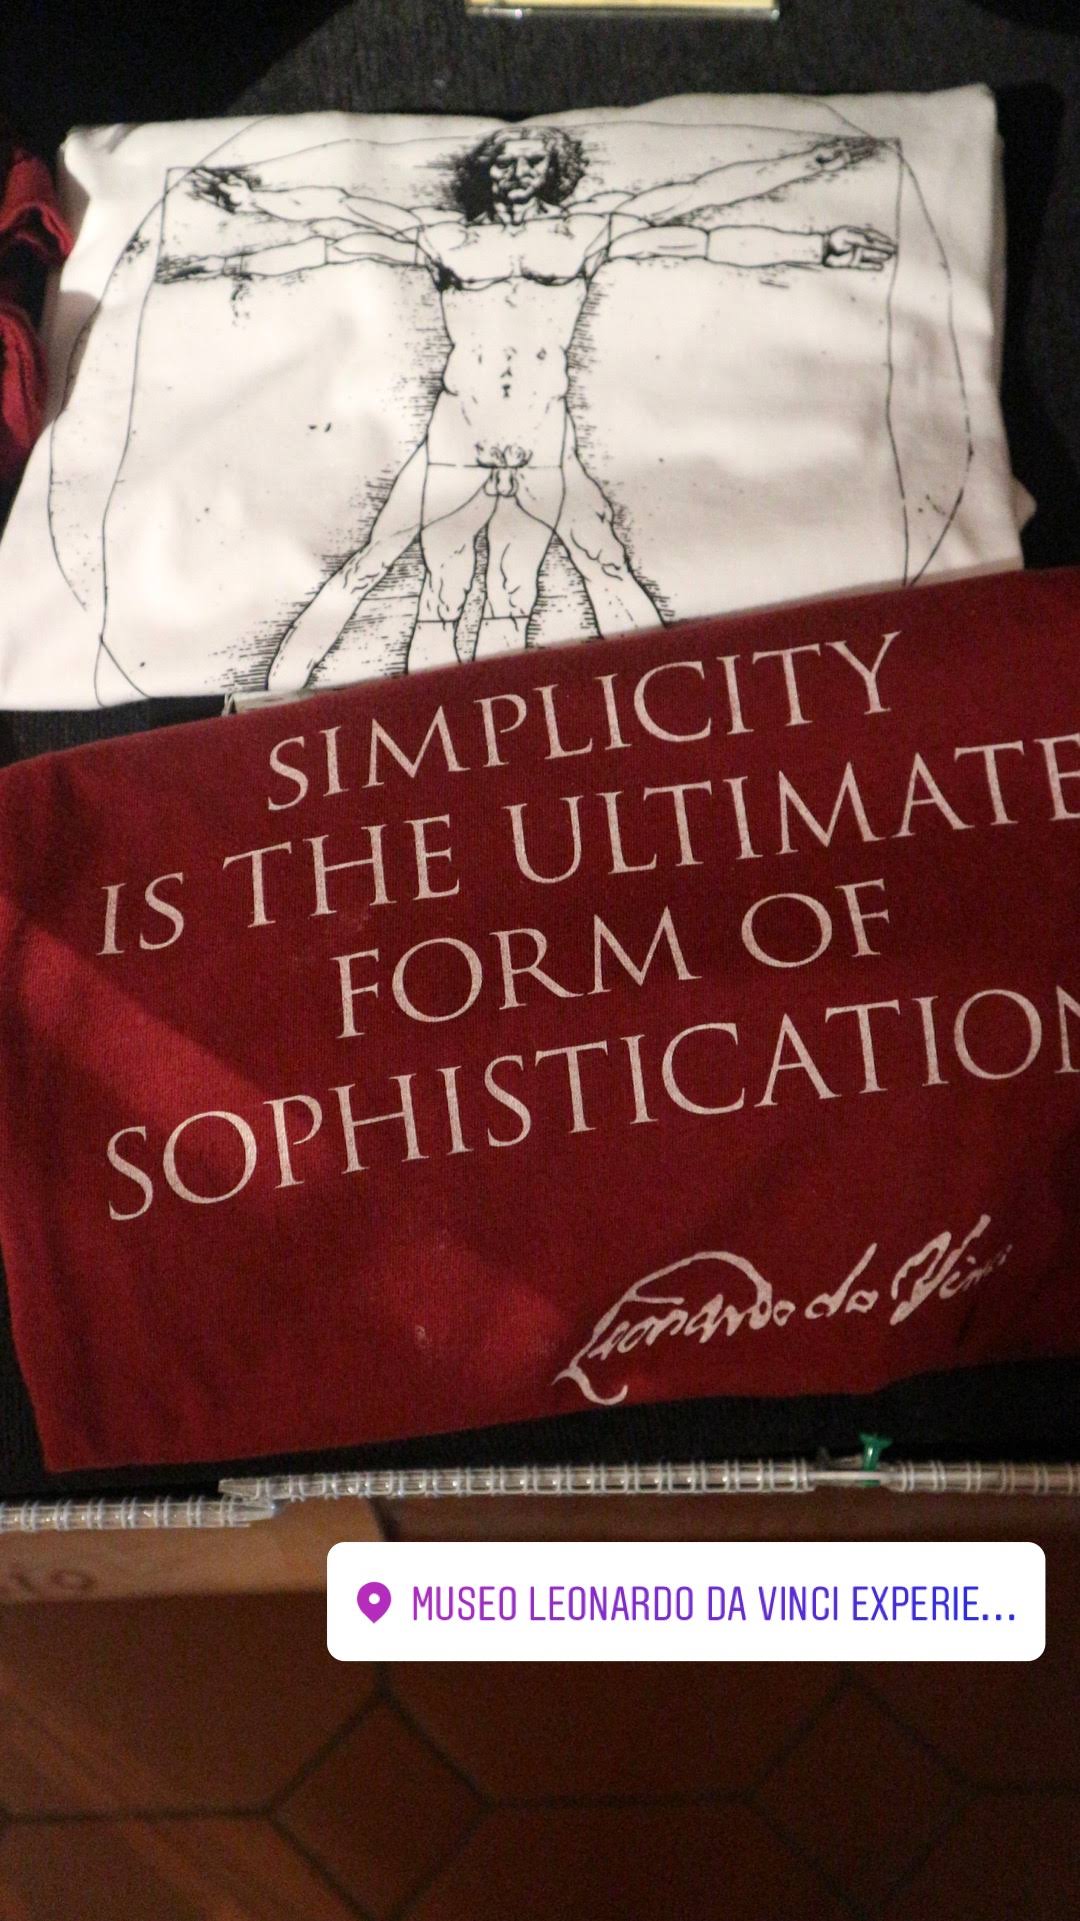 SIMPLICITY
IS THE ULTIMATE
FORM OF
SOPHISTICATION
Leonardo da Vinci
MUSEO LEONARDO DA VINCI EXPERIE...